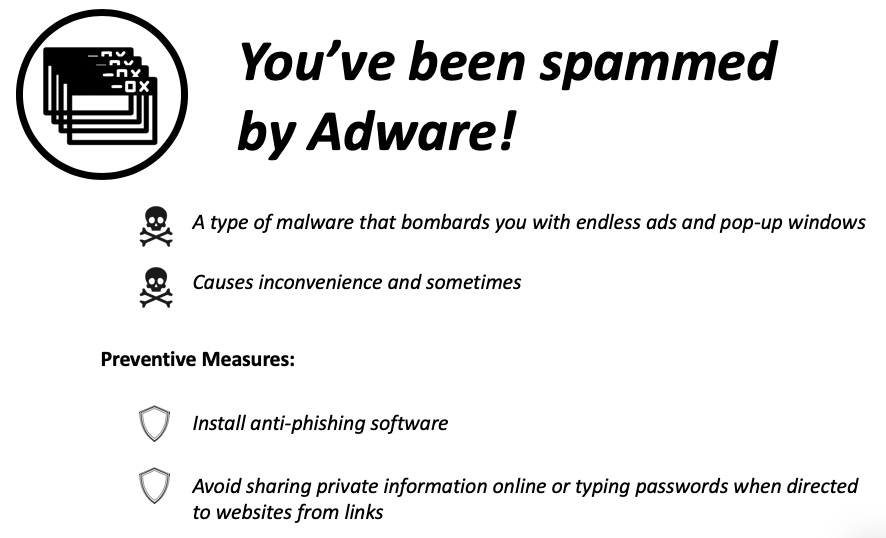 You’ve been spammed
by Adware!
A type of malware that bombards you with endless ads and pop-up windows
Causes inconvenience and sometimes
Preventive Measures:
Install anti-phishing software
Avoid sharing private information online or typing passwords when directed
to websites from links